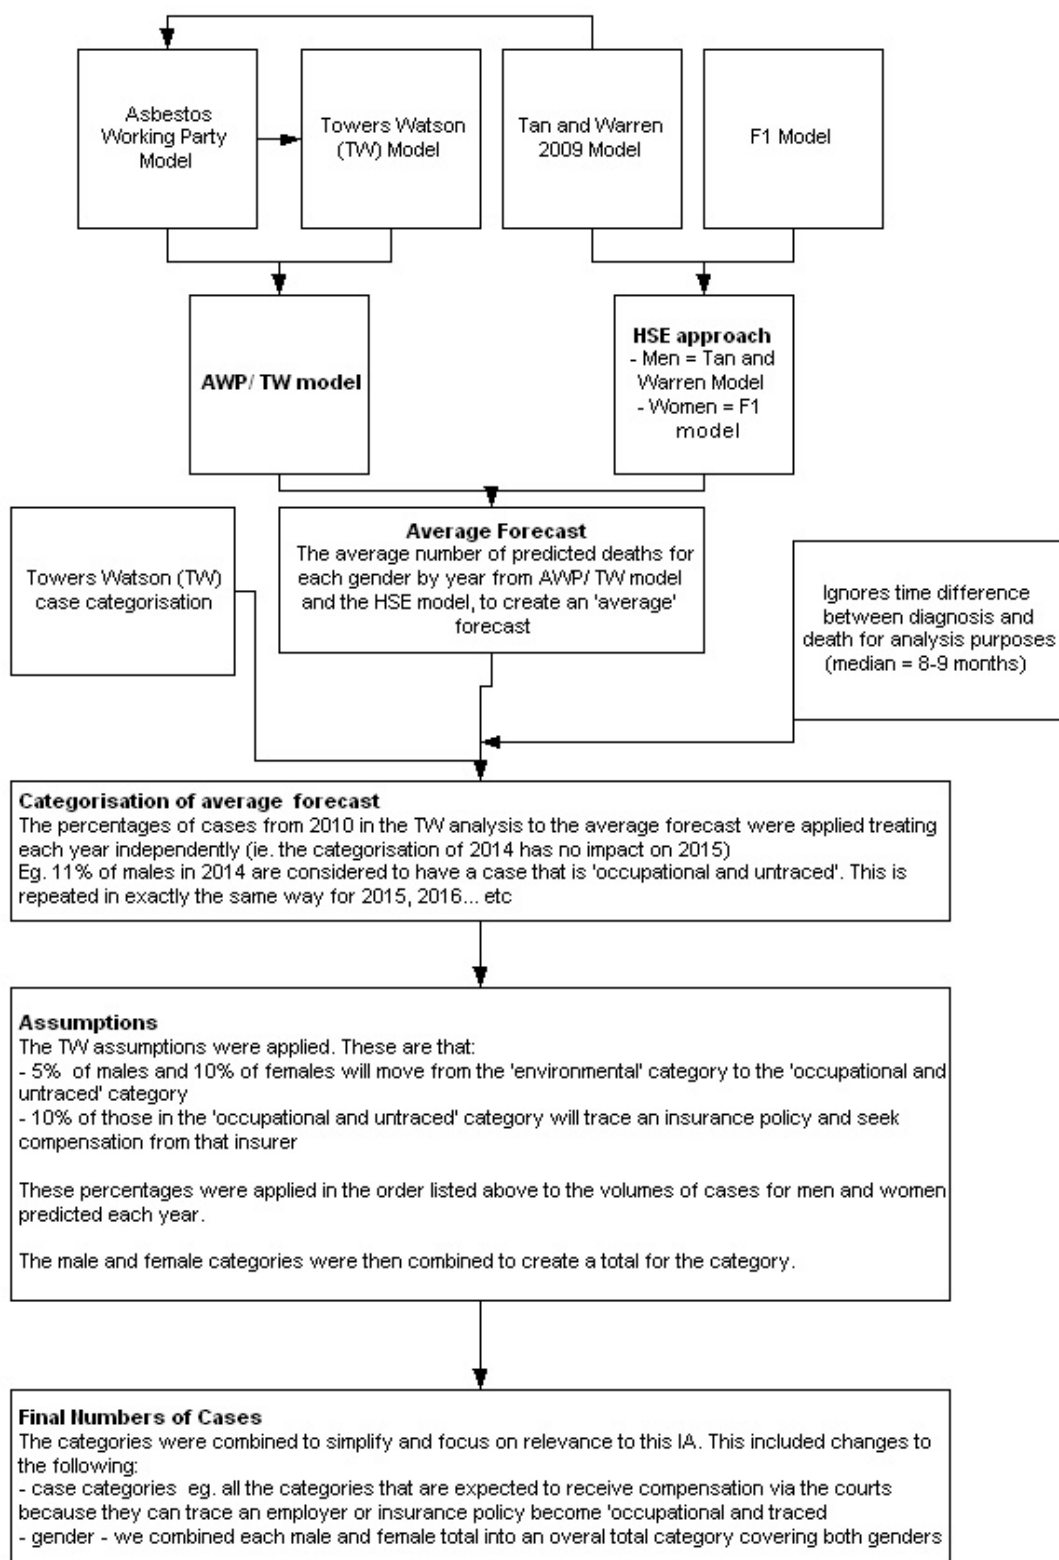 Asbestos
Working Party
Model
Towers Watson
(TW) Model
Tan and Warren
2009 Model
F1 Model
AWP/ TW model
HSE approach
- Men = Tan and
Warren Model
- Women = F1
model
Average Forecast
The average number of predicted deaths for
each gender by year from AWP/ TW model
and the HSE model, to create an 'average'
forecast
Towers Watson (TW)
case categorisation
Ignores time difference
between diagnosis and
death for analysis purposes
(median = 8-9 months)
Categorisation of average forecast
The percentages of cases from 2010 in the TW analysis to the average forecast were applied treating
each year independently (ie. the categorisation of 2014 has no impact on 2015)
Eg. 11% of males in 2014 are considered to have a case that is 'occupational and untraced'. This is
repeated in exactly the same way for 2015, 2016... etc
Assumptions
The TW assumptions were applied. These are that:
- 5% of males and 10% of females will move from the 'environmental' category to the 'occupational and
untraced' category
- 10% of those in the 'occupational and untraced' category will trace an insurance policy and seek
compensation from that insurer
These percentages were applied in the order listed above to the volumes of cases for men and women
predicted each year.
The male and female categories were then combined to create a total for the category.
Final Numbers of Cases
The categories were combined to simplify and focus on relevance to this IA. This included changes to
the following:
- case categories eg. all the categories that are expected to receive compensation via the courts
because they can trace an employer or insurance policy become 'occupational and traced
- gender - we combined each male and female total into an overal total category covering both genders